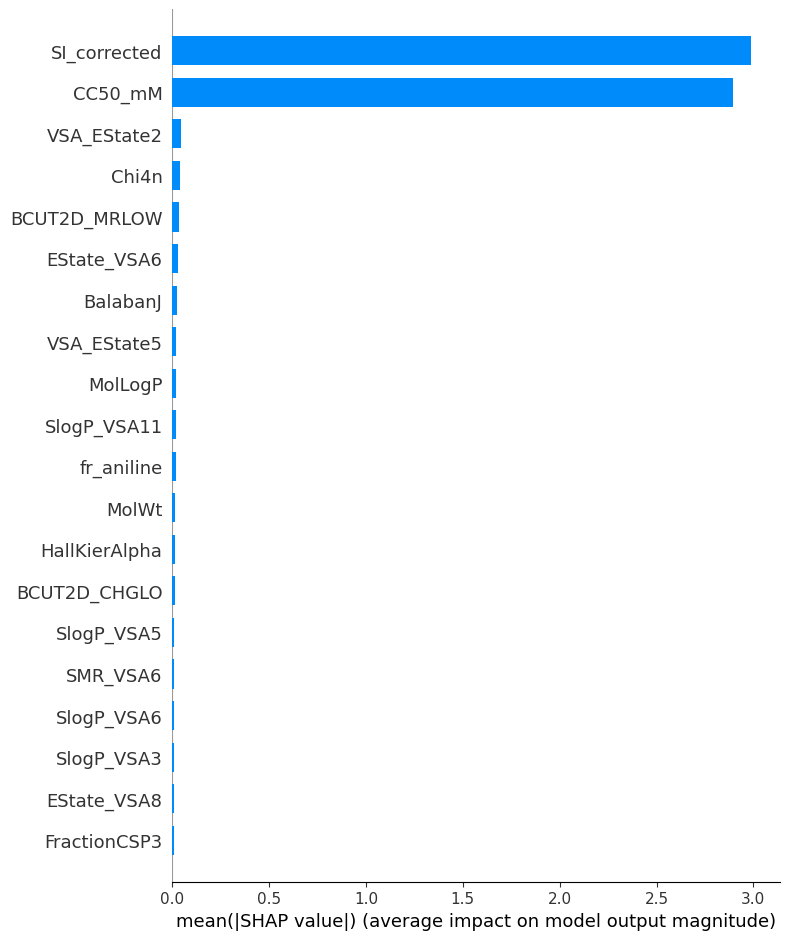 SI_corrected
CC50_mM
VSA_EState2
Chi4n
BCUT2D_MRLOW
EState_VSA6
BalabanJ
VSA_EState5
MolLogP
SlogP_VSA11
fr_aniline
MolWt
HallKierAlpha
BCUT2D_CHGLO
SlogP_VSA5
SMR_VSA6
SlogP_VSA6
SlogP_VSA3
EState_VSA8
FractionCSP3
0.0 0.5 1.0 1.5 2.0 2.5 3.0
mean(|SHAP value|) (average impact on model output magnitude)